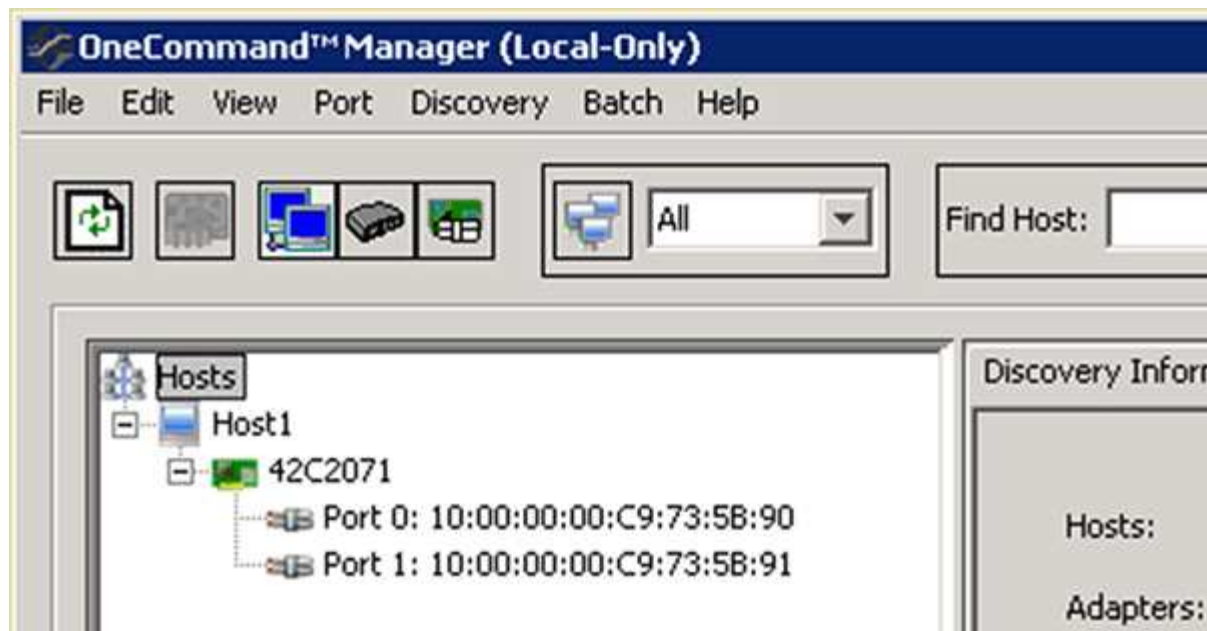 OneCommand™ Manager (Local-Only)
File Edit View Port Discovery Batch Help
All Find Host:
Hosts
Host1
42C2071
Port 0: 10:00:00:00:C9:73:5B:90
Port 1: 10:00:00:00:C9:73:5B:91
Discovery Inforr
Hosts:
Adapters: